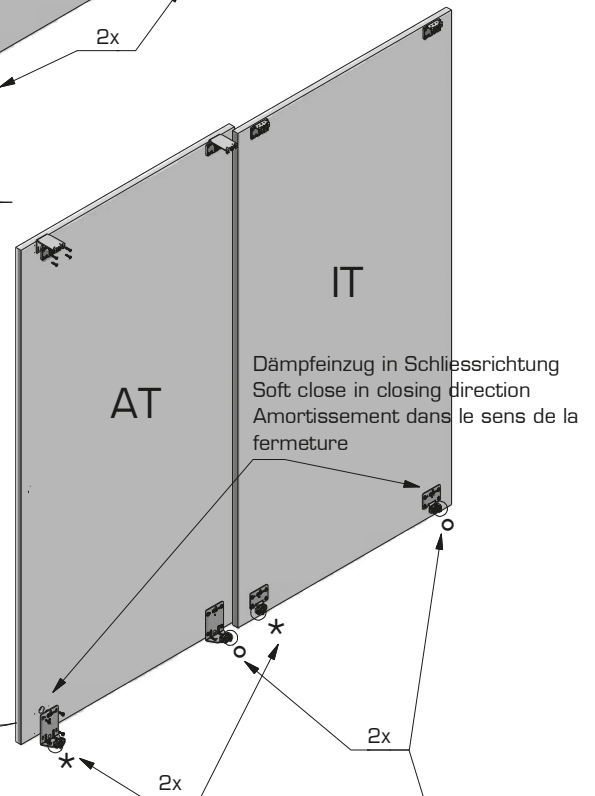 2x
IT
AT
Dämpfeinzug in Schliessrichtung
Soft close in closing direction
Amortissement dans le sens de la
fermeture
*
*
2x
2x